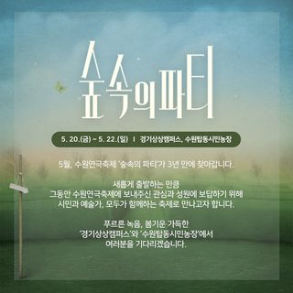 숲속의파티
5. 20.(금) ~ 5. 22.(일) ㅣ 경기상상캠퍼스, 수원탑동시민농장
5월, 수원연극축제 '숲속의 파티'가 3년 만에 찾아갑니다.
새롭게 출발하는 만큼
그동안 수원연극축제에 보내주신 관심과 성원에 보답하기 위해
시민과 예술가, 모두가 함께하는 축제로 만나고자 합니다.
푸르른 녹음, 봄기운 가득한
'경기상상캠퍼스'와 '수원탑동시민농장'에서
여러분을 기다리겠습니다.